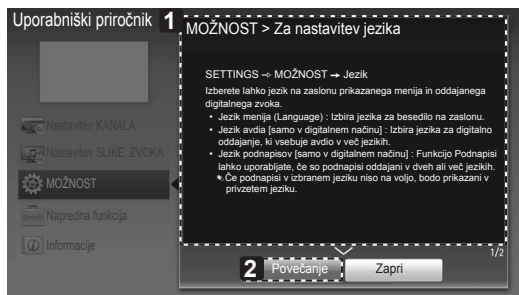 Uporabniški priročnik
1
MOŽNOST > Za nastavitev jezika
SETTINGS ⇨ MOŽNOST ➙ Jezik
Izberete lahko jezik na zaslonu prikazanega menija in oddajanega
digitalnega zvoka.
• Jezik menija (Language) : Izbira jezika za besedilo na zaslonu.
• Jezik avdia [samo v digitalnem načinu] : Izbira jezika za digitalno
oddajanje, ki vsebuje avdio v več jezikih.
• Jezik podnapisov [samo v digitalnem načinu] : Funkcijo Podnapisi
lahko uporabljate, če so podnapisi oddajani v dveh ali več jezikih.
Če podnapisi v izbranem jeziku niso na voljo, bodo prikazani v
privzetem jeziku.
Nastavitev KANALA
Nastavitev SLIKE, ZVOKA
MOŽNOST
Napredna funkcija
Informacije
1/2
2
Povečanje
Zapri